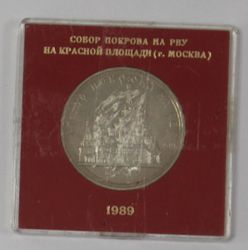 СОБОР ПОКРОВА НА РВУ
НА КРАСНОЙ ПЛОЩАДИ (г. МОСКВА)
1989